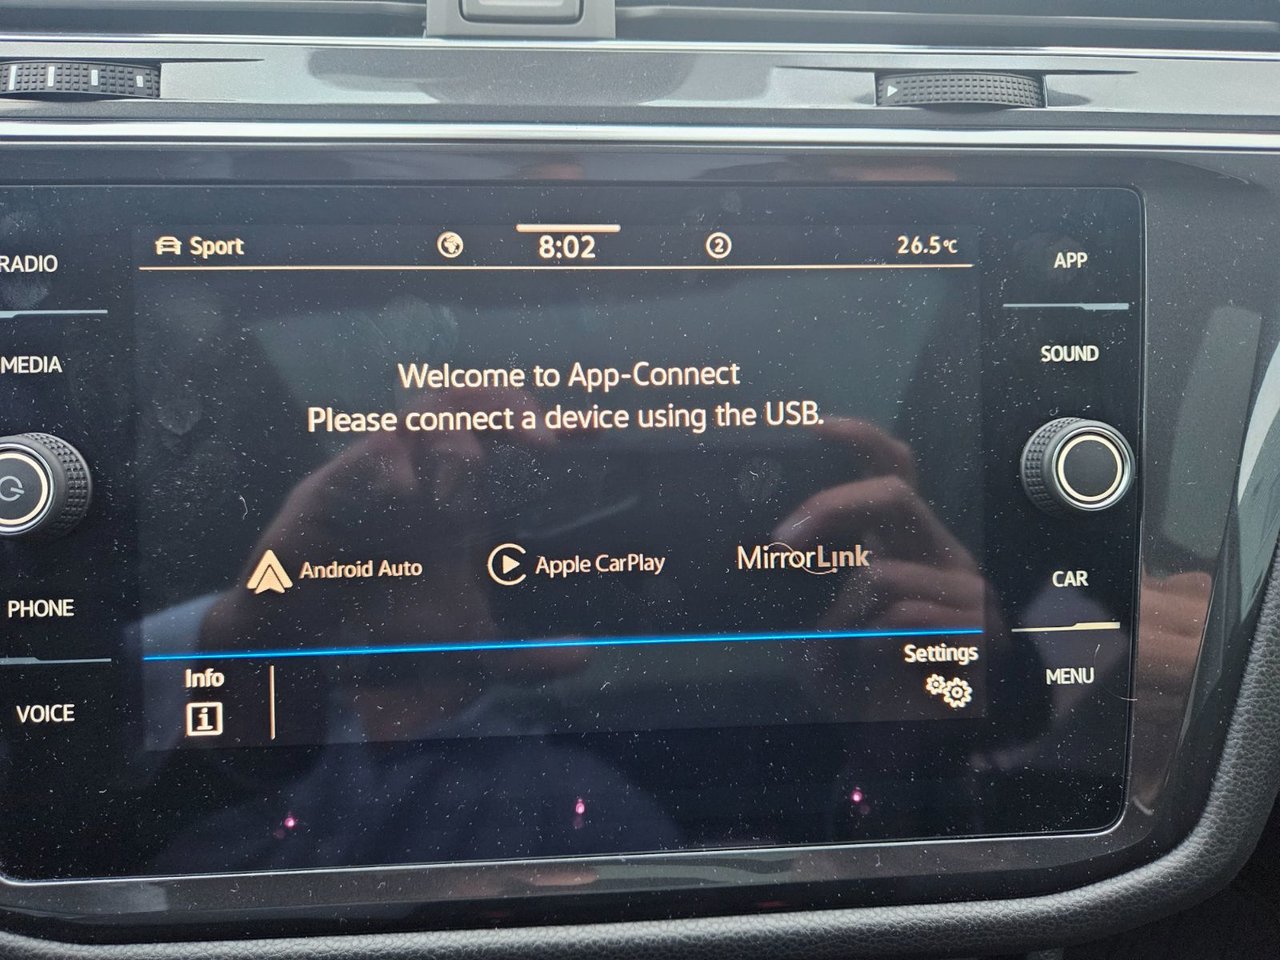 RADIO
MEDIA
PHONE
VOICE
Sport
8:02
2
26.5°C
Welcome to App-Connect
Please connect a device using the USB.
Android Auto
Apple CarPlay
MirrorLink
Info
i
Settings
APP
SOUND
CAR
MENU